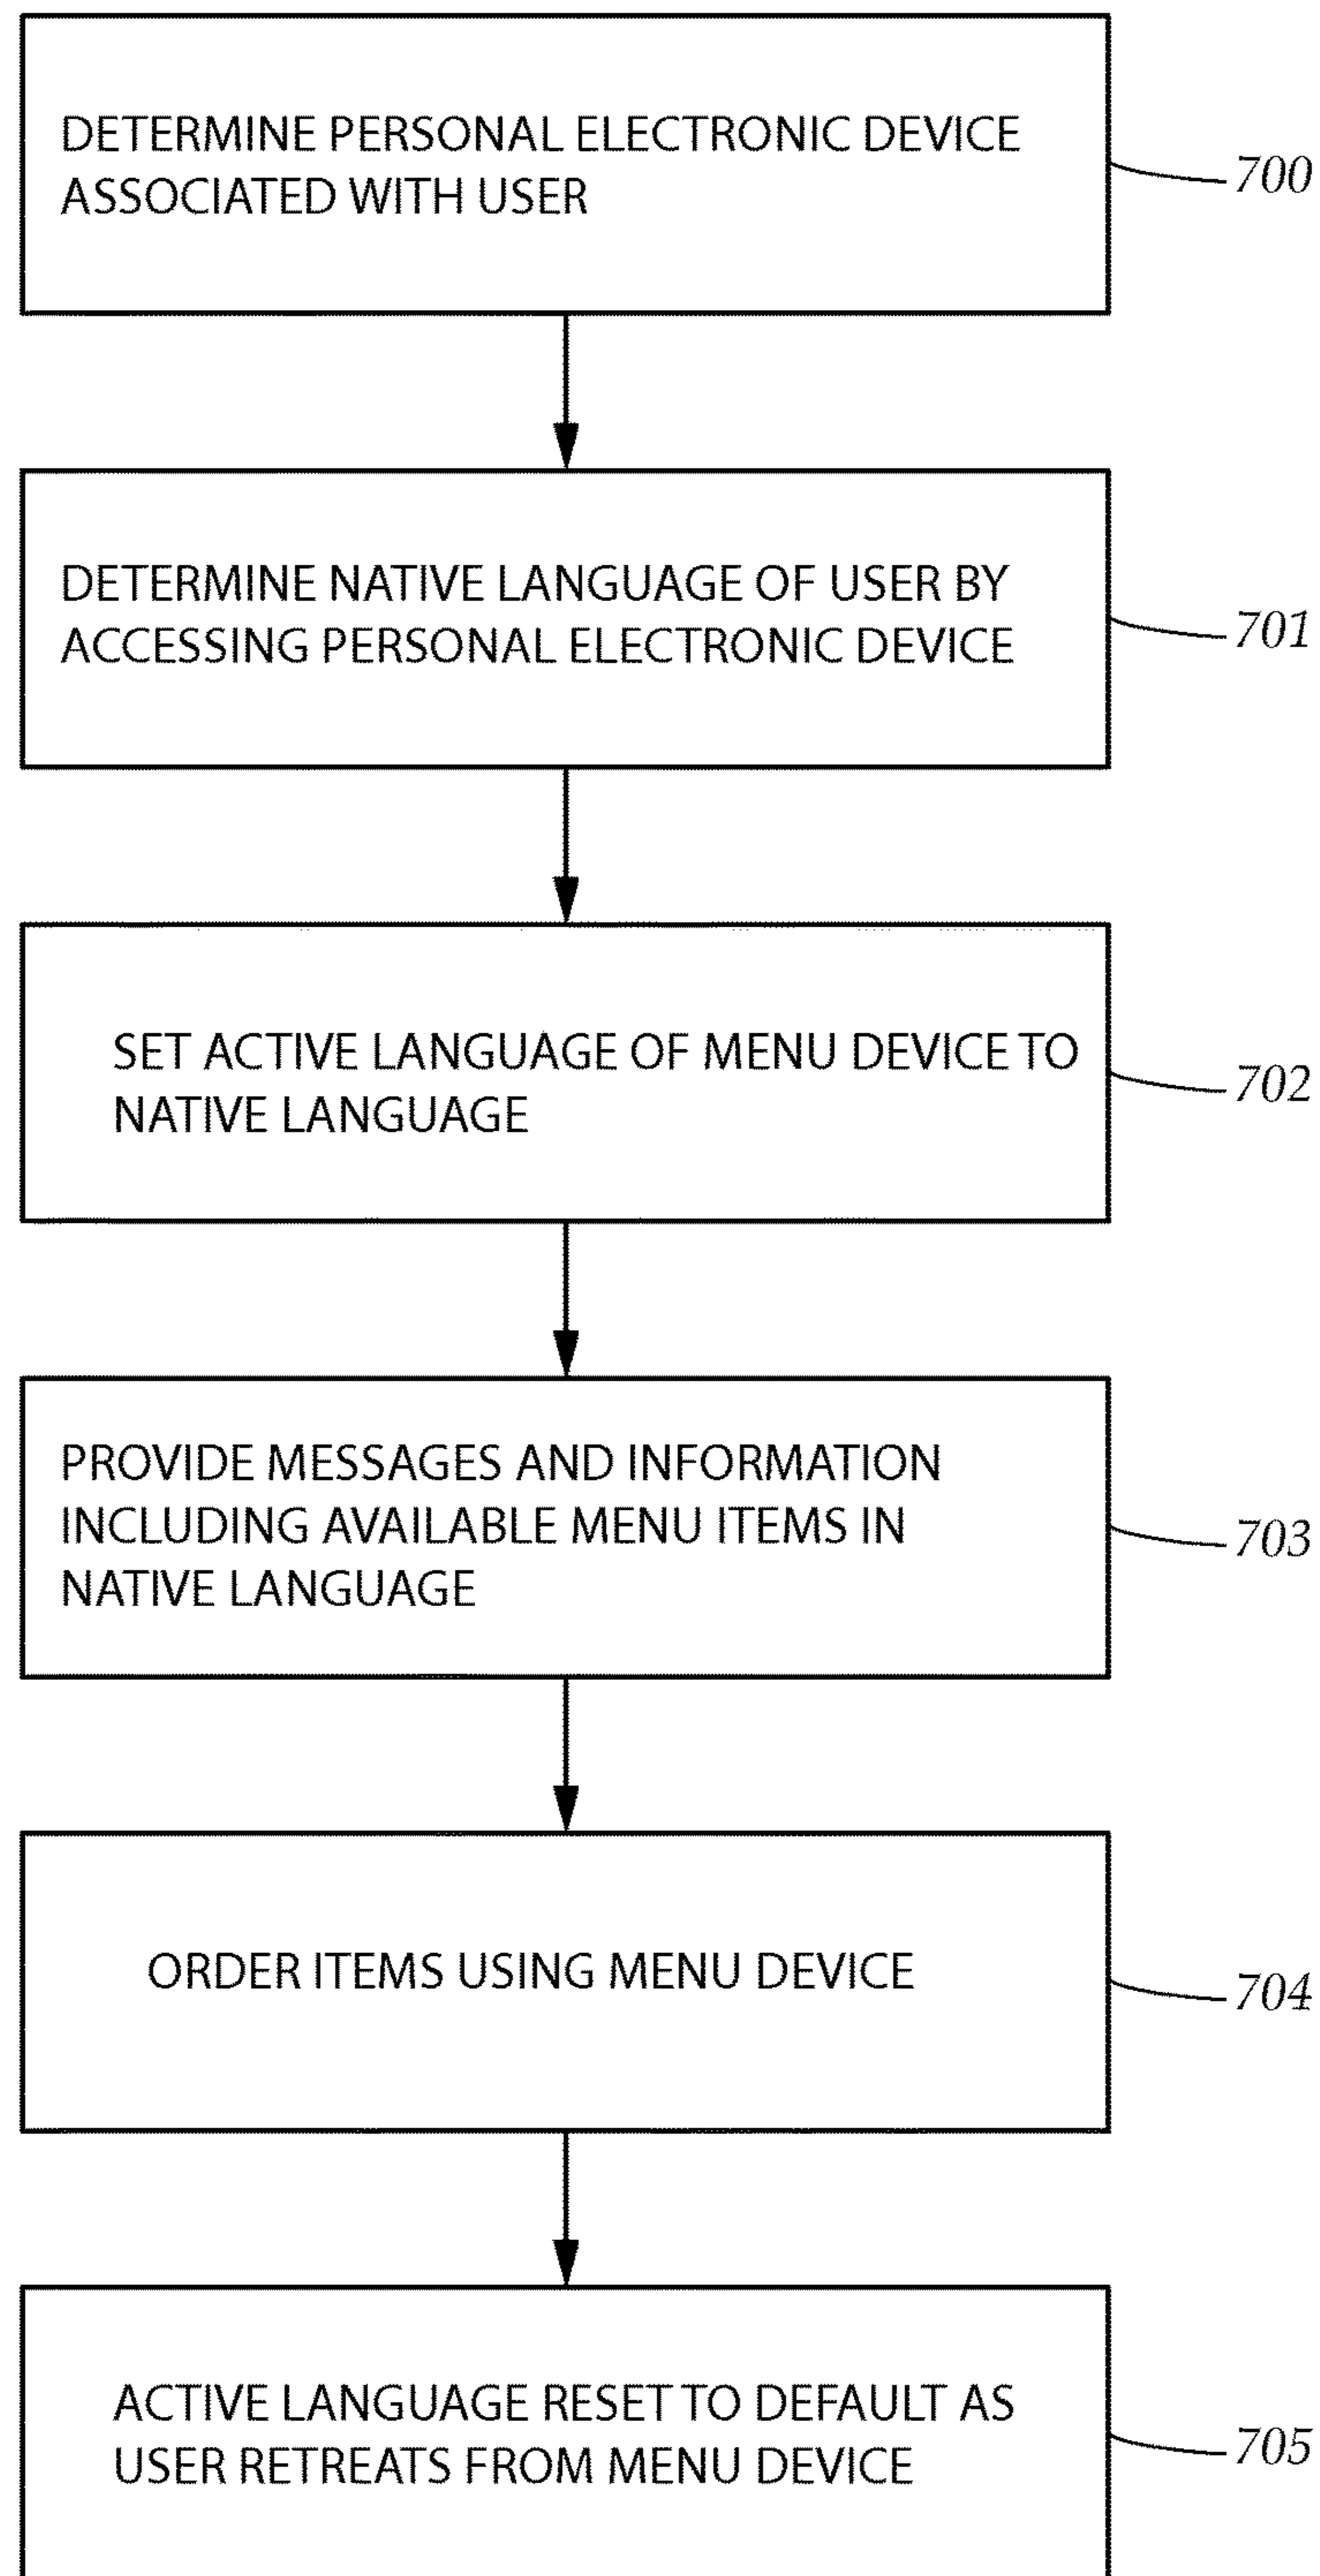 DETERMINE PERSONAL ELECTRONIC DEVICE
ASSOCIATED WITH USER
700
DETERMINE NATIVE LANGUAGE OF USER BY
ACCESSING PERSONAL ELECTRONIC DEVICE
701
SET ACTIVE LANGUAGE OF MENU DEVICE TO
NATIVE LANGUAGE
702
PROVIDE MESSAGES AND INFORMATION
INCLUDING AVAILABLE MENU ITEMS IN
NATIVE LANGUAGE
703
ORDER ITEMS USING MENU DEVICE
704
ACTIVE LANGUAGE RESET TO DEFAULT AS
USER RETREATS FROM MENU DEVICE
705